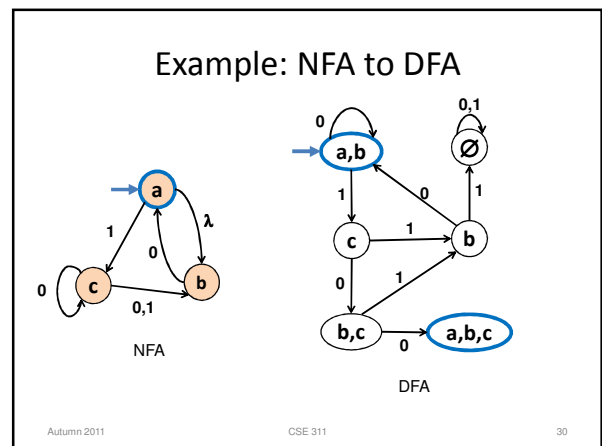 Example: NFA to DFA
a
1
λ
0
c
0
0,1
b
NFA
0
a,b
1
0
0,1
∅
1
c
1
b
0
1
b,c
0
a,b,c
DFA
Autumn 2011
CSE 311
30